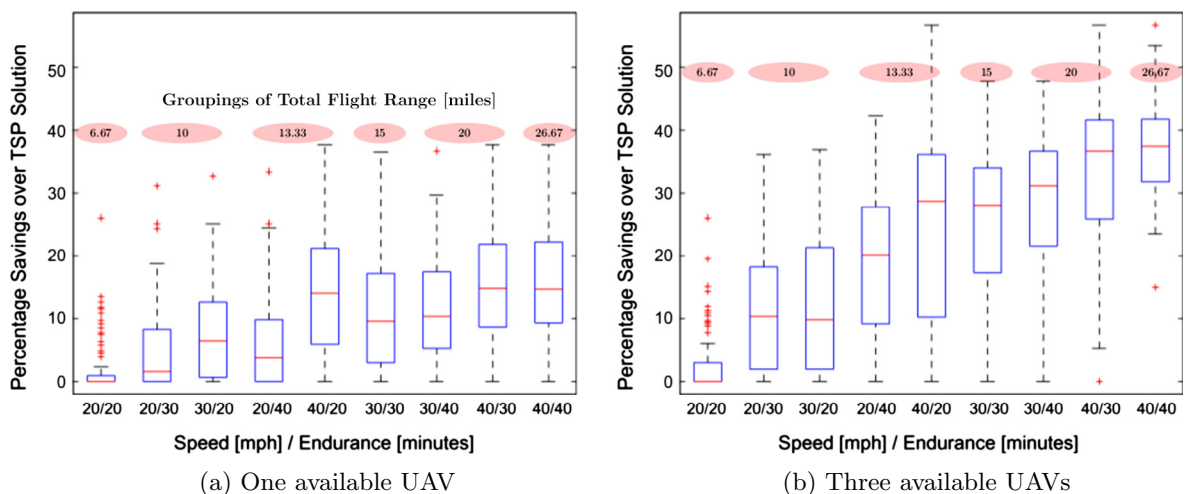 Percentage Savings over TSP Solution
50
40
30
20
10
0
Groupings of Total Flight Range [miles]
6.67 10 13.33 15 20 26.67
20/20 20/30 30/20 20/40 40/20 30/30 30/40 40/30 40/40
Speed [mph] / Endurance [minutes]
(a) One available UAV
Percentage Savings over TSP Solution
50
40
30
20
10
0
6.67 10 13.33 15 20 26.67
20/20 20/30 30/20 20/40 40/20 30/30 30/40 40/30 40/40
Speed [mph] / Endurance [minutes]
(b) Three available UAVs